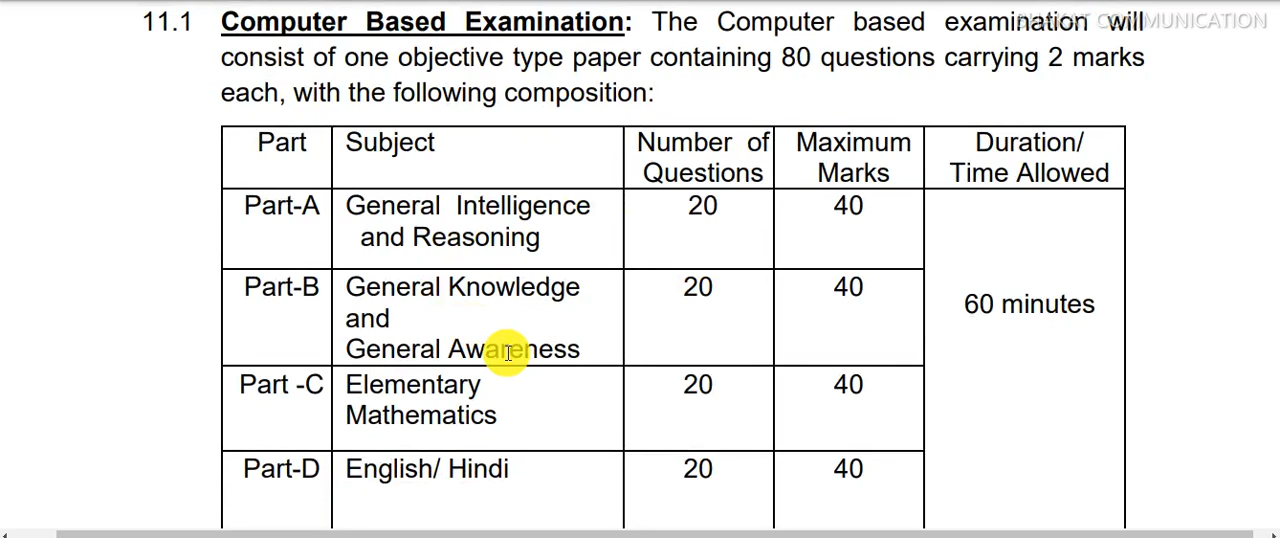 BHARAT COMMUNICATION
11.1 Computer Based Examination: The Computer based examination will
consist of one objective type paper containing 80 questions carrying 2 marks
each, with the following composition:
Part Subject Number of Questions Maximum Marks Duration/ Time Allowed
Part-A General Intelligence and Reasoning 20 40
Part-B General Knowledge and General Awareness 20 40
60 minutes
Part -C Elementary Mathematics 20 40
Part-D English/ Hindi 20 40